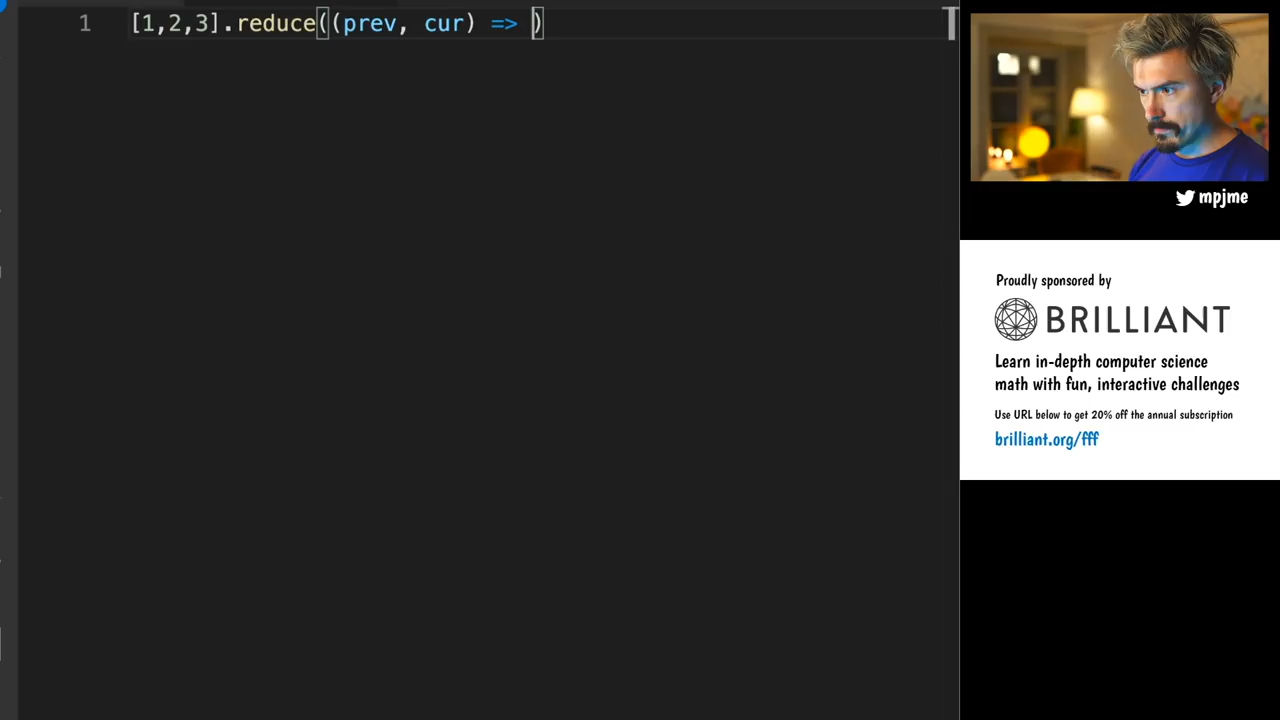 1 [1,2,3].reduce((prev, cur) => )
mpjme
Proudly sponsored by
BRILLIANT
Learn in-depth computer science
math with fun, interactive challenges
Use URL below to get 20% off the annual subscription
brilliant.org/fff